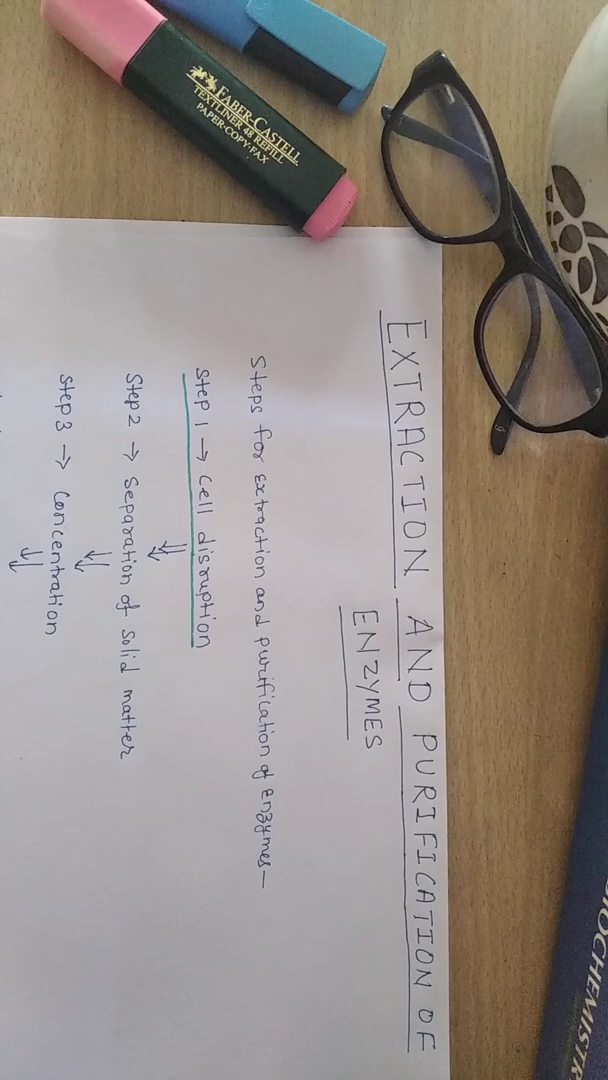 FABER-CASTELL
TEXTLINER 48 REFILL
PAPER·COPY·FAX
EXTRACTION AND PURIFICATION OF
ENZYMES
Steps for Extraction and purification of Enzymes—
Step 1 → Cell disruption
Step 2 → Separation of solid matter
Step 3 → Concentration